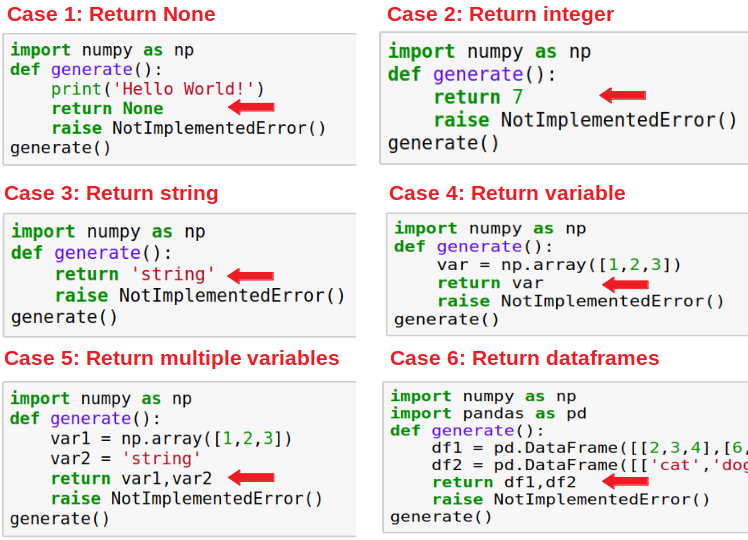 Case 1: Return None
import numpy as np
def generate():
    print('Hello World!')
    return None
    raise NotImplementedError()
generate()
Case 2: Return integer
import numpy as np
def generate():
    return 7
    raise NotImplementedError()
generate()
Case 3: Return string
import numpy as np
def generate():
    return 'string'
    raise NotImplementedError()
generate()
Case 4: Return variable
import numpy as np
def generate():
    var = np.array([1,2,3])
    return var
    raise NotImplementedError()
generate()
Case 5: Return multiple variables
import numpy as np
def generate():
    var1 = np.array([1,2,3])
    var2 = 'string'
    return var1,var2
    raise NotImplementedError()
generate()
Case 6: Return dataframes
import numpy as np
import pandas as pd
def generate():
    df1 = pd.DataFrame([[2,3,4],[6,
    df2 = pd.DataFrame([['cat','dog
    return df1,df2
    raise NotImplementedError()
generate()